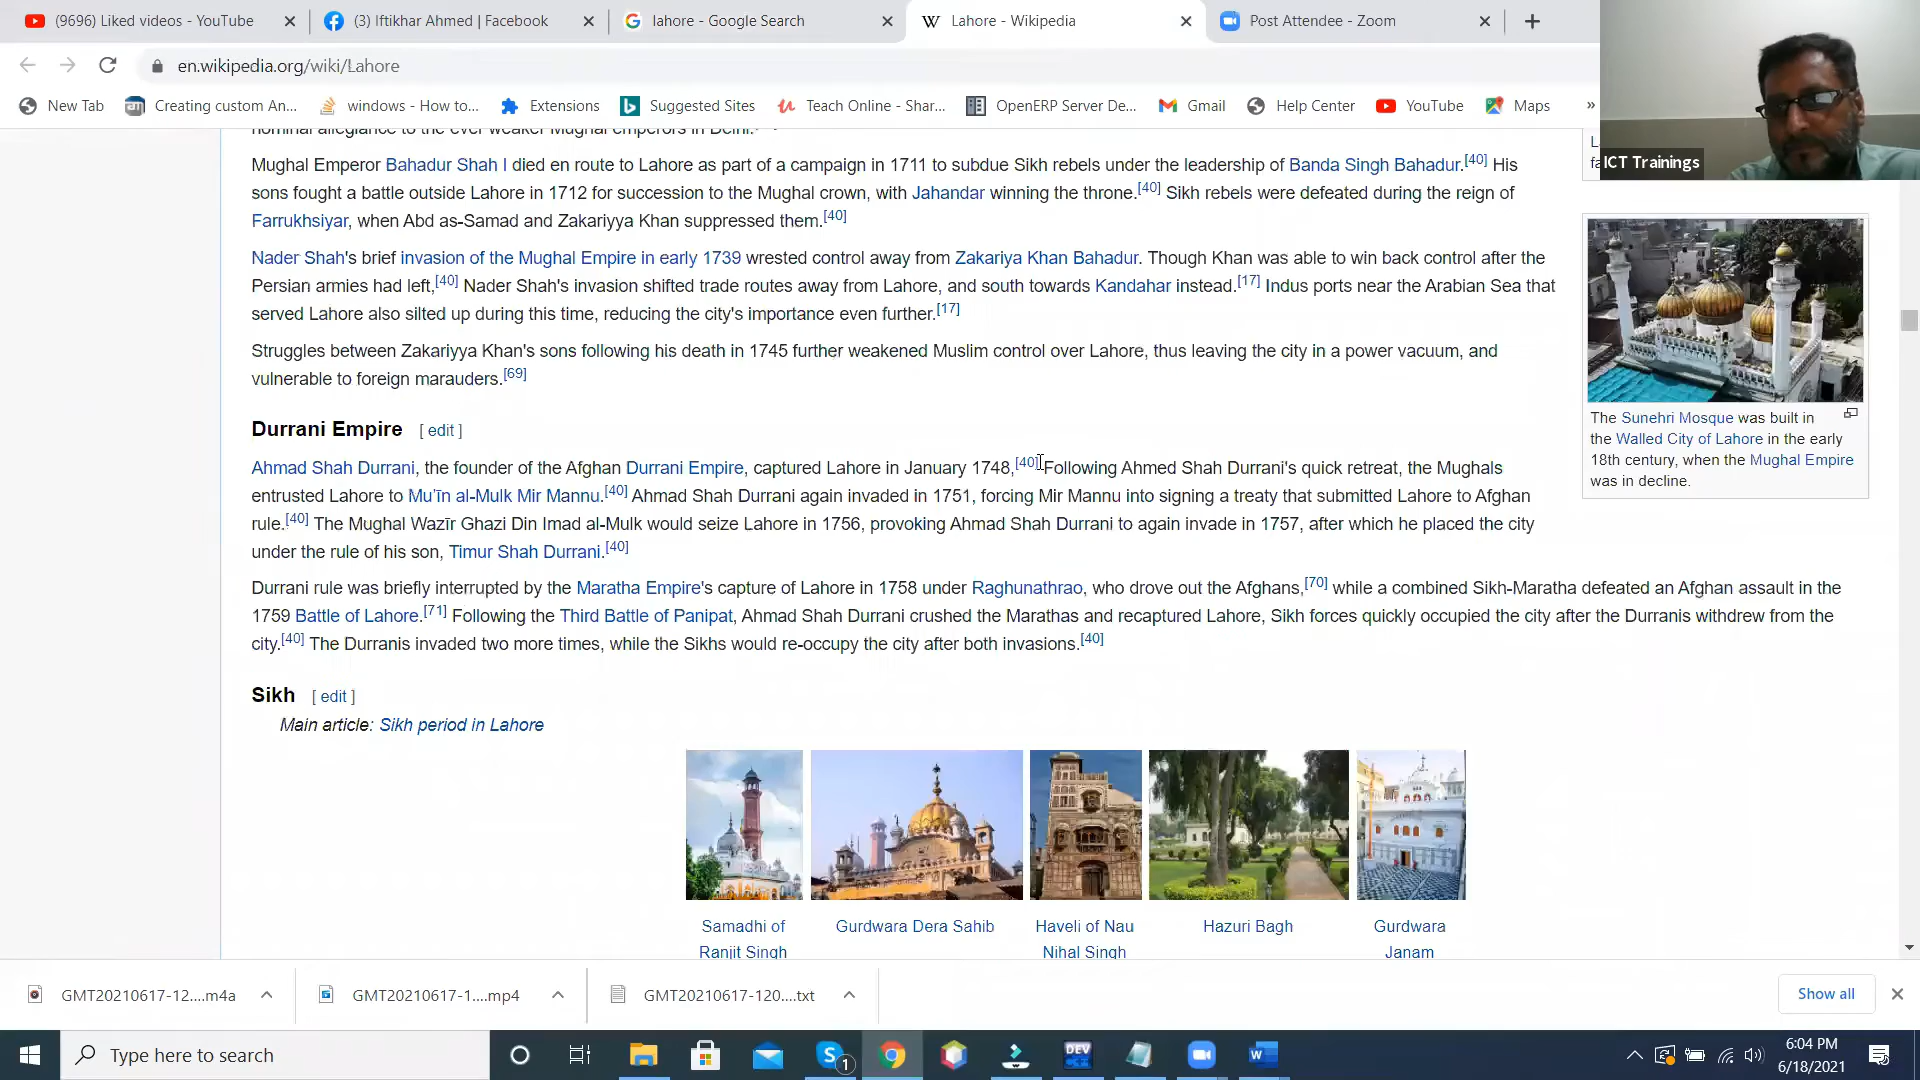 (9696) Liked videos - YouTube
(3) Iftikhar Ahmed | Facebook
lahore - Google Search
Lahore - Wikipedia
Post Attendee - Zoom
en.wikipedia.org/wiki/Lahore
New Tab
Creating custom An...
windows - How to...
Extensions
Suggested Sites
Teach Online - Shar...
OpenERP Server De...
Gmail
Help Center
YouTube
Maps
»
ICT Trainings
nominal allegiance to the ever weaker Mughal emperors in Delhi.
Mughal Emperor Bahadur Shah I died en route to Lahore as part of a campaign in 1711 to subdue Sikh rebels under the leadership of Banda Singh Bahadur.[40] His
sons fought a battle outside Lahore in 1712 for succession to the Mughal crown, with Jahandar winning the throne.[40] Sikh rebels were defeated during the reign of
Farrukhsiyar, when Abd as-Samad and Zakariyya Khan suppressed them.[40]
Nader Shah's brief invasion of the Mughal Empire in early 1739 wrested control away from Zakariya Khan Bahadur. Though Khan was able to win back control after the
Persian armies had left,[40] Nader Shah's invasion shifted trade routes away from Lahore, and south towards Kandahar instead.[17] Indus ports near the Arabian Sea that
served Lahore also silted up during this time, reducing the city's importance even further.[17]
Struggles between Zakariyya Khan's sons following his death in 1745 further weakened Muslim control over Lahore, thus leaving the city in a power vacuum, and
vulnerable to foreign marauders.[69]
The Sunehri Mosque was built in
the Walled City of Lahore in the early
18th century, when the Mughal Empire
was in decline.
Durrani Empire [ edit ]
Ahmad Shah Durrani, the founder of the Afghan Durrani Empire, captured Lahore in January 1748,[40] Following Ahmed Shah Durrani's quick retreat, the Mughals
entrusted Lahore to Mu'īn al-Mulk Mir Mannu.[40] Ahmad Shah Durrani again invaded in 1751, forcing Mir Mannu into signing a treaty that submitted Lahore to Afghan
rule.[40] The Mughal Wazīr Ghazi Din Imad al-Mulk would seize Lahore in 1756, provoking Ahmad Shah Durrani to again invade in 1757, after which he placed the city
under the rule of his son, Timur Shah Durrani.[40]
Durrani rule was briefly interrupted by the Maratha Empire's capture of Lahore in 1758 under Raghunathrao, who drove out the Afghans,[70] while a combined Sikh-Maratha defeated an Afghan assault in the
1759 Battle of Lahore.[71] Following the Third Battle of Panipat, Ahmad Shah Durrani crushed the Marathas and recaptured Lahore, Sikh forces quickly occupied the city after the Durranis withdrew from the
city.[40] The Durranis invaded two more times, while the Sikhs would re-occupy the city after both invasions.[40]
Sikh [ edit ]
Main article: Sikh period in Lahore
Samadhi of
Ranjit Singh
Gurdwara Dera Sahib
Haveli of Nau
Nihal Singh
Hazuri Bagh
Gurdwara
Janam
GMT20210617-12....m4a
GMT20210617-1....mp4
GMT20210617-120....txt
Show all
Type here to search
1
DEV
6:04 PM
6/18/2021